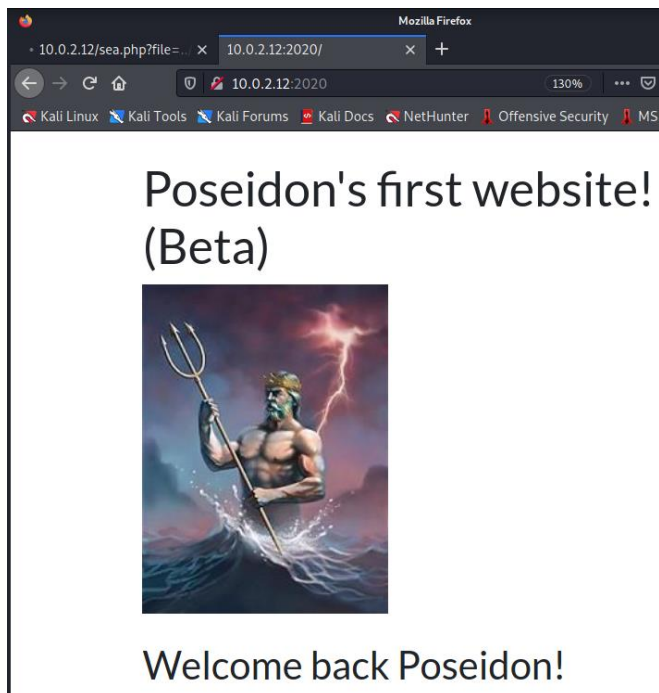 Mozilla Firefox
10.0.2.12/sea.php?file=../ × 10.0.2.12:2020/ × +
10.0.2.12:2020 130% ...
Kali Linux Kali Tools Kali Forums Kali Docs NetHunter Offensive Security MS
Poseidon's first website!
(Beta)
Welcome back Poseidon!